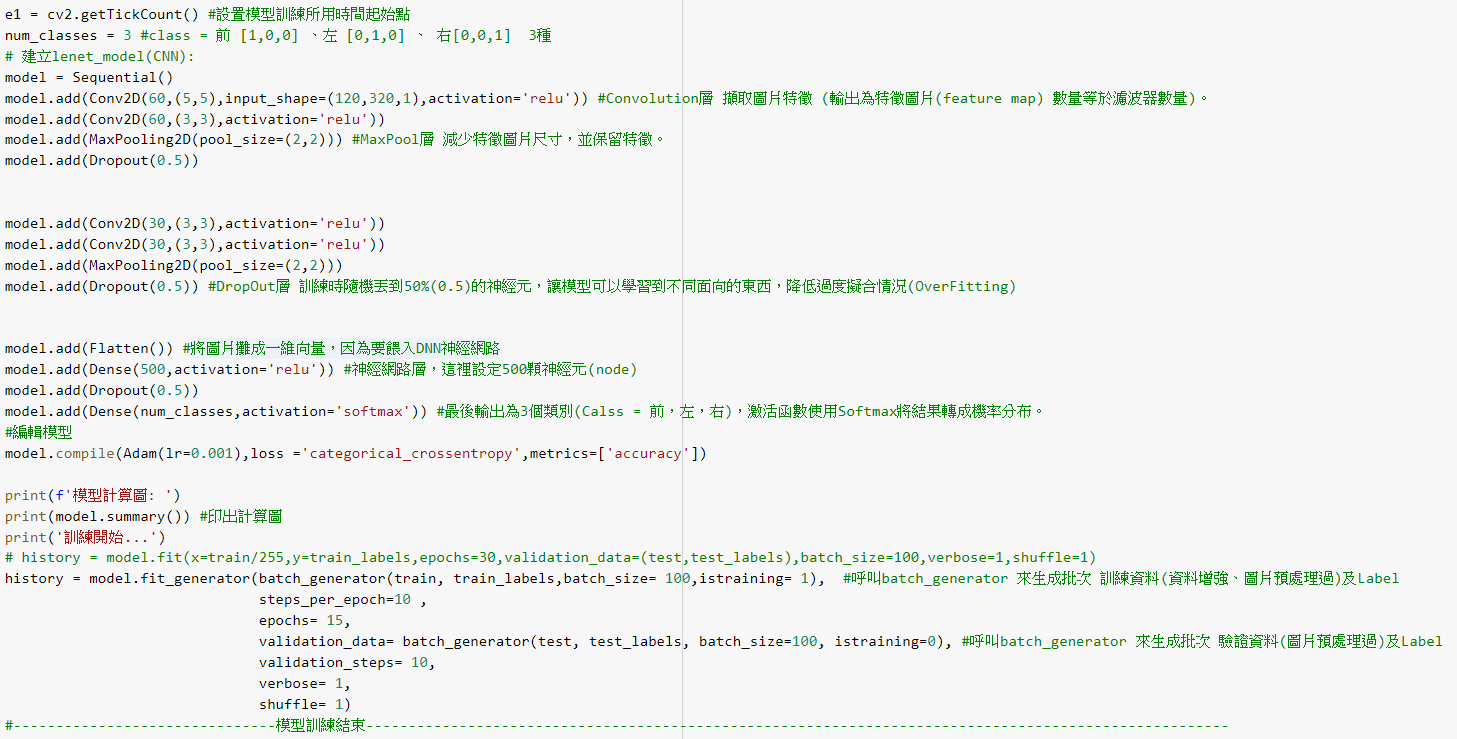 e1 = cv2.getTickCount() #設置模型訓練所用時間起始點
num_classes = 3 #class = 前 [1,0,0] 、左 [0,1,0] 、 右[0,0,1]  3種
# 建立lenet_model(CNN):
model = Sequential()
model.add(Conv2D(60,(5,5),input_shape=(120,320,1),activation='relu')) #Convolution層 擷取圖片特徵 (輸出為特徵圖片(feature map) 數量等於濾波器數量)。
model.add(Conv2D(60,(3,3),activation='relu'))
model.add(MaxPooling2D(pool_size=(2,2))) #MaxPool層 減少特徵圖片尺寸，並保留特徵。
model.add(Dropout(0.5))
model.add(Conv2D(30,(3,3),activation='relu'))
model.add(Conv2D(30,(3,3),activation='relu'))
model.add(MaxPooling2D(pool_size=(2,2)))
model.add(Dropout(0.5)) #DropOut層 訓練時隨機丟到50%(0.5)的神經元，讓模型可以學習到不同面向的東西，降低過度擬合情況(OverFitting)
model.add(Flatten()) #將圖片攤成一維向量，因為要餵入DNN神經網路
model.add(Dense(500,activation='relu')) #神經網路層，這裡設定500顆神經元(node)
model.add(Dropout(0.5))
model.add(Dense(num_classes,activation='softmax')) #最後輸出為3個類別(Calss = 前，左，右)，激活函數使用Softmax將結果轉成機率分布。
#編輯模型
model.compile(Adam(lr=0.001),loss ='categorical_crossentropy',metrics=['accuracy'])
print(f'模型計算圖: ')
print(model.summary()) #印出計算圖
print('訓練開始...')
# history = model.fit(x=train/255,y=train_labels,epochs=30,validation_data=(test,test_labels),batch_size=100,verbose=1,shuffle=1)
history = model.fit_generator(batch_generator(train, train_labels,batch_size= 100,istraining= 1),  #呼叫batch_generator 來生成批次 訓練資料(資料增強、圖片預處理過)及Label
steps_per_epoch=10 ,
epochs= 15,
validation_data= batch_generator(test, test_labels, batch_size=100, istraining=0), #呼叫batch_generator 來生成批次 驗證資料(圖片預處理過)及Label
validation_steps= 10,
verbose= 1,
shuffle= 1)
#-------------------------------模型訓練結束------------------------------------------------------------------------------------------------------